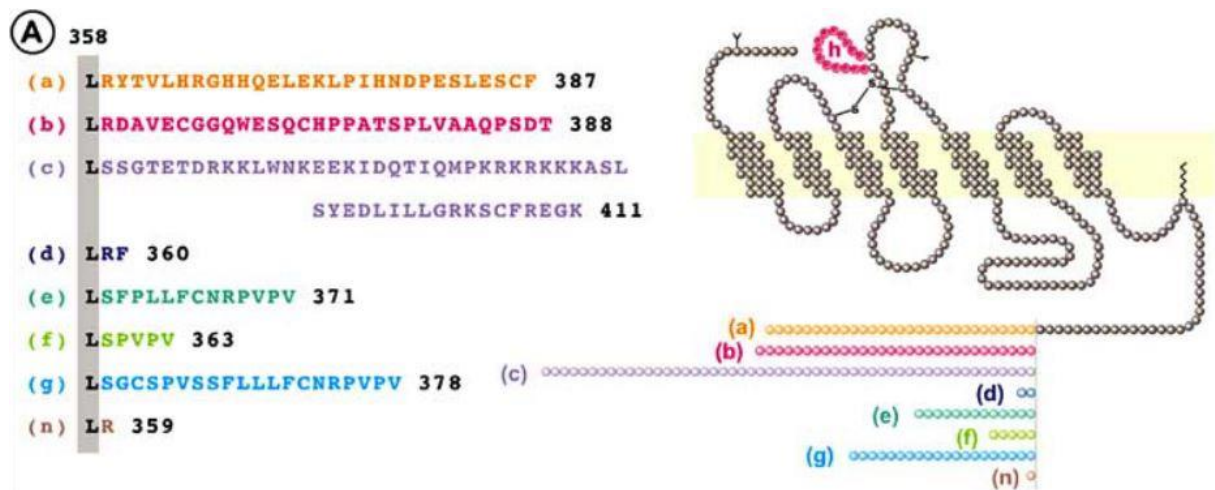 A 358
(a) LRYTVLHRGHHQELEKLPIHNDPESLESCF 387
(b) LRDAVECGGQWESQCHPPATSPLVAAQPSDT 388
(c) LSSGTETDRKKLWNKEEKIDQTIQMPKRKRKKKASL
SYEDLILLGRKSCFREGK 411
(d) LRF 360
(e) LSFPLLFCNRPVPV 371
(f) LSPVPV 363
(g) LSGCSPVSSFLLLFCNRPVPV 378
(n) LR 359
h
S
S
(a)
(b)
(c)
(d)
(e)
(f)
(g)
(n)